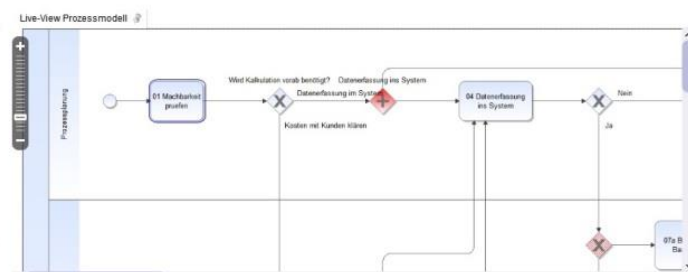 Live-View Prozessmodell
Wird Kalkulation vorab benötigt?
Datenerfassung ins System
01 Machbarkeit
pruefen
Datenerfassung im System
04 Datenerfassung
ins System
Nein
Prozessplanung
Kosten mit Kunden klären
Ja
07a B
Ba